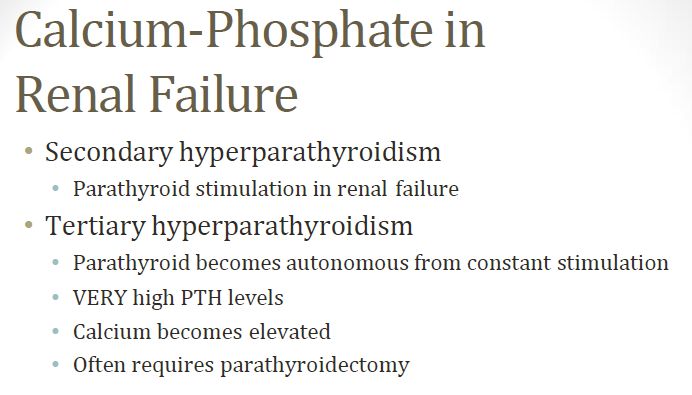 Calcium-Phosphate in
Renal Failure
• Secondary hyperparathyroidism
• Parathyroid stimulation in renal failure
• Tertiary hyperparathyroidism
• Parathyroid becomes autonomous from constant stimulation
• VERY high PTH levels
• Calcium becomes elevated
• Often requires parathyroidectomy